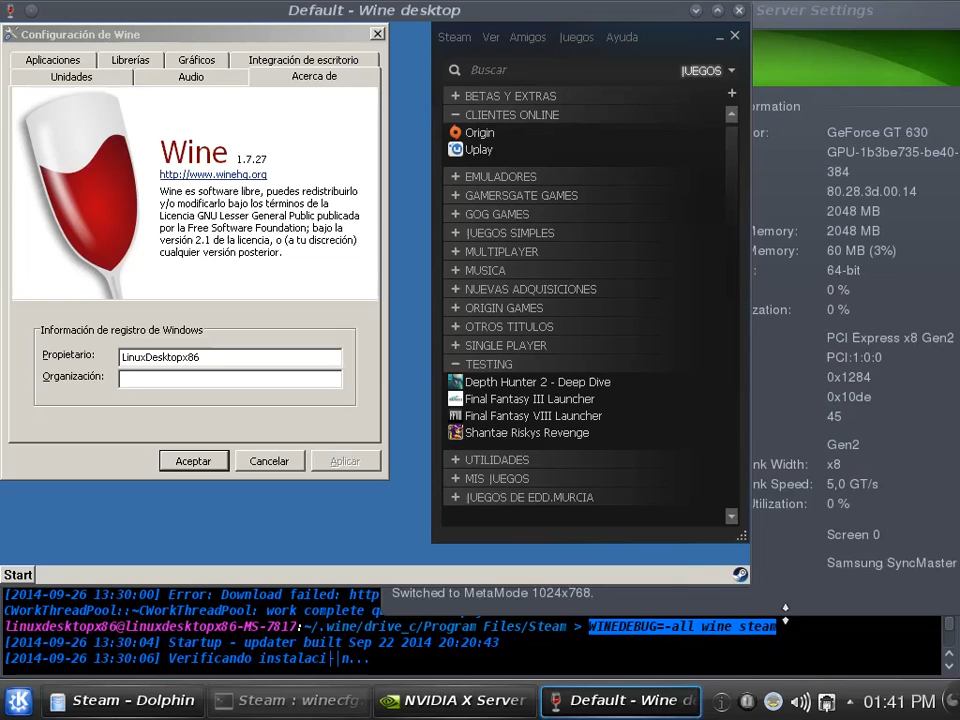 Default - Wine desktop
Server Settings
Configuración de Wine
Aplicaciones
Librerías
Gráficos
Integración de escritorio
Unidades
Audio
Acerca de
Wine 1.7.27
http://www.winehq.org
Wine es software libre, puedes redistribuirlo
y/o modificarlo bajo los términos de la
Licencia GNU Lesser General Public publicada
por la Free Software Foundation; bajo la
versión 2.1 de la licencia, o (a tu discreción)
cualquier versión posterior.
Información de registro de Windows
Propietario:
LinuxDesktopx86
Organización:
Aceptar
Cancelar
Aplicar
Steam
Ver
Amigos
Juegos
Ayuda
Buscar
JUEGOS
BETAS Y EXTRAS
CLIENTES ONLINE
Origin
Uplay
EMULADORES
GAMERSGATE GAMES
GOG GAMES
JUEGOS SIMPLES
MULTIPLAYER
MUSICA
NUEVAS ADQUISICIONES
ORIGIN GAMES
OTROS TITULOS
SINGLE PLAYER
TESTING
Depth Hunter 2 - Deep Dive
Final Fantasy III Launcher
Final Fantasy VIII Launcher
Shantae Riskys Revenge
UTILIDADES
MIS JUEGOS
JUEGOS DE EDD.MURCIA
ormation
or: GeForce GT 630
GPU-1b3be735-be40-
384
80.28.3d.00.14
2048 MB
Memory: 2048 MB
emory: 60 MB (3%)
: 64-bit
0 %
zation: 0 %
PCI Express x8 Gen2
PCI:1:0:0
0x1284
0x10de
45
Gen2
nk Width: x8
nk Speed: 5,0 GT/s
Utilization: 0 %
Screen 0
Samsung SyncMaster
Start
Switched to MetaMode 1024x768.
[2014-09-26 13:30:00] Error: Download failed: http
CWorkThreadPool::~CWorkThreadPool: work complete q
linuxdesktopx86@linuxdesktopx86-MS-7817:~/.wine/drive_c/Program Files/Steam > WINEDEBUG=-all wine steam
[2014-09-26 13:30:04] Startup - updater built Sep 22 2014 20:20:43
[2014-09-26 13:30:06] Verificando instalaci├│n...
Steam - Dolphin
Steam : winecfg
NVIDIA X Server
Default - Wine de
01:41 PM